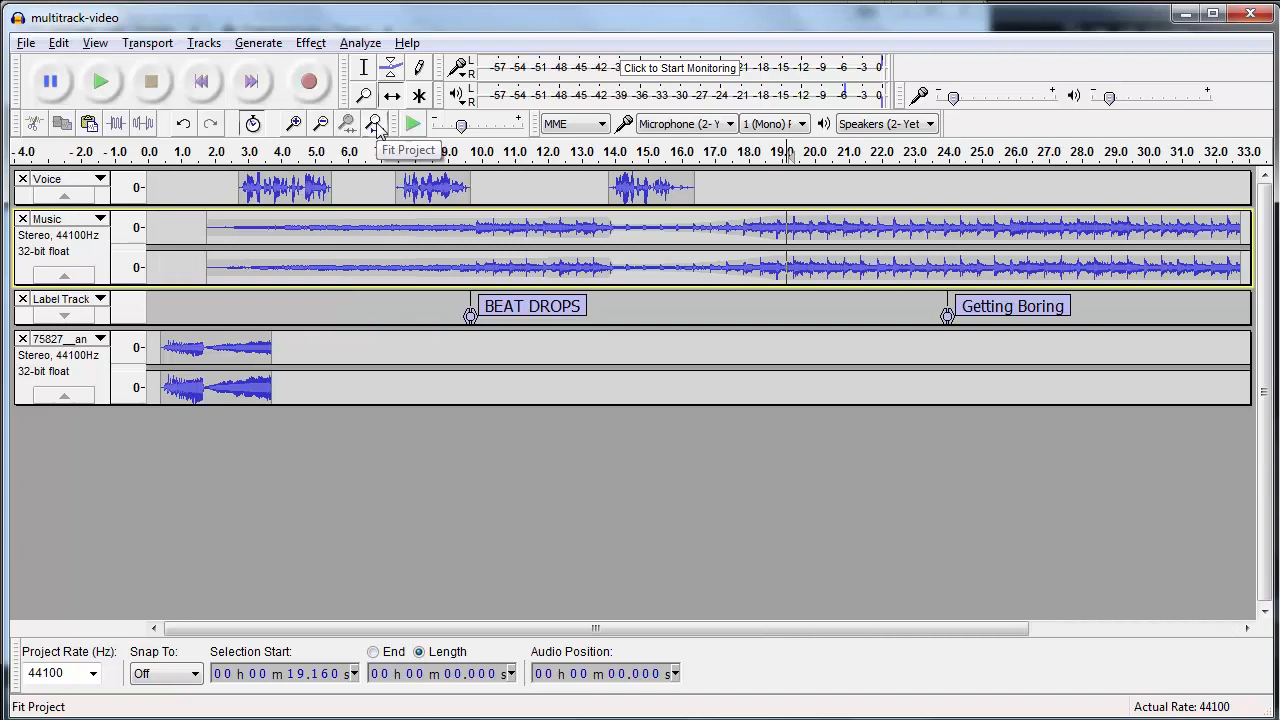 multitrack-video
File Edit View Transport Tracks Generate Effect Analyze Help
L R -57 -54 -51 -48 -45 -42 Click to Start Monitoring 21 -18 -15 -12 -9 -6 -3 0
L R -57 -54 -51 -48 -45 -42 -39 -36 -33 -30 -27 -24 -21 -18 -15 -12 -9 -6 -3 0
MME Microphone (2- Y 1 (Mono) F Speakers (2- Yet
Fit Project
-4.0 -3.0 -2.0 -1.0 0.0 1.0 2.0 3.0 4.0 5.0 6.0 9.0 10.0 11.0 12.0 13.0 14.0 15.0 16.0 17.0 18.0 19.0 20.0 21.0 22.0 23.0 24.0 25.0 26.0 27.0 28.0 29.0 30.0 31.0 32.0 33.0
Voice 0-
Music 0-
Stereo, 44100Hz
32-bit float 0-
Label Track BEAT DROPS Getting Boring
75827__an 0-
Stereo, 44100Hz
32-bit float 0-
Project Rate (Hz): Snap To: Selection Start: End Length Audio Position:
44100 Off 00 h 00 m 19.160 s 00 h 00 m 00.000 s 00 h 00 m 00.000 s
Fit Project Actual Rate: 44100